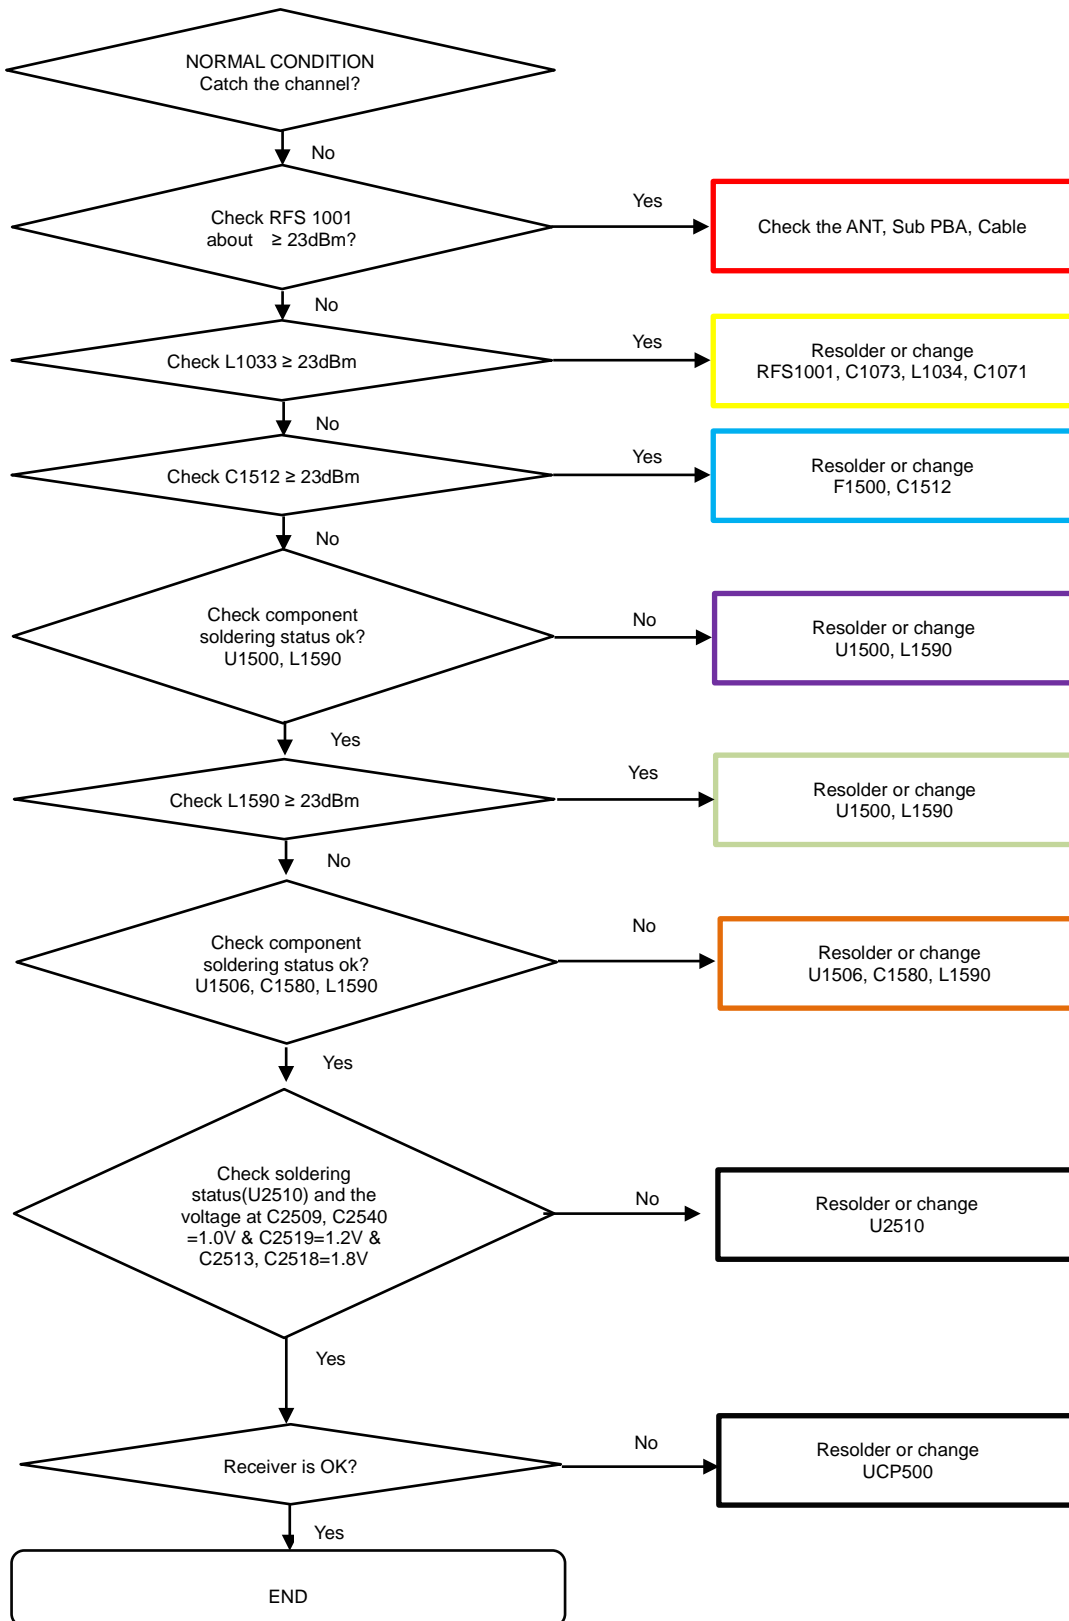 NORMAL CONDITION
Catch the channel?
No
Check RFS 1001
about ≥ 23dBm?
Yes
Check the ANT, Sub PBA, Cable
No
Check L1033 ≥ 23dBm
Yes
Resolder or change
RFS1001, C1073, L1034, C1071
No
Check C1512 ≥ 23dBm
Yes
Resolder or change
F1500, C1512
No
Check component
soldering status ok?
U1500, L1590
No
Resolder or change
U1500, L1590
Yes
Check L1590 ≥ 23dBm
Yes
Resolder or change
U1500, L1590
No
Check component
soldering status ok?
U1506, C1580, L1590
No
Resolder or change
U1506, C1580, L1590
Yes
Check soldering
status(U2510) and the
voltage at C2509, C2540
=1.0V & C2519=1.2V &
C2513, C2518=1.8V
No
Resolder or change
U2510
Yes
Receiver is OK?
No
Resolder or change
UCP500
Yes
END